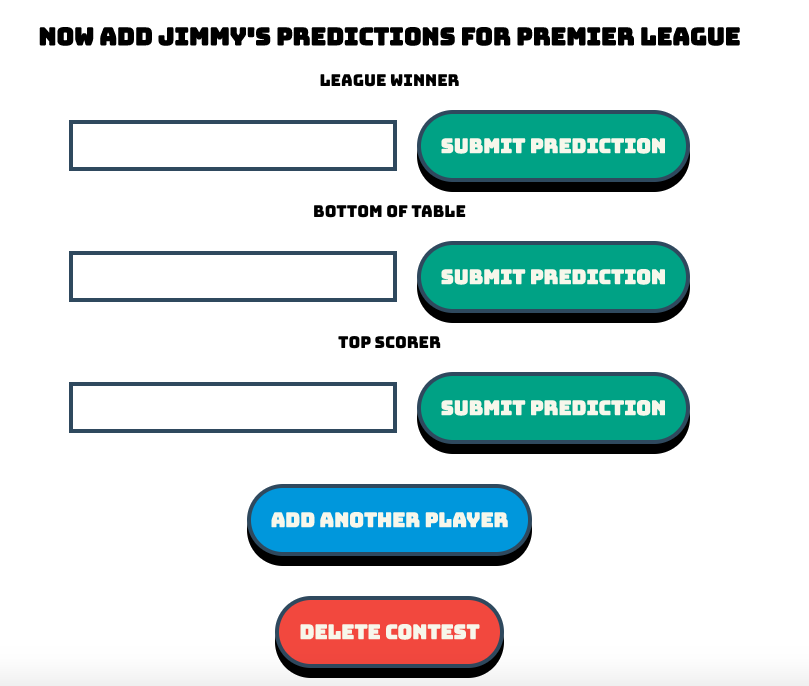 NOW ADD JIMMY'S PREDICTIONS FOR PREMIER LEAGUE
LEAGUE WINNER
SUBMIT PREDICTION
BOTTOM OF TABLE
SUBMIT PREDICTION
TOP SCORER
SUBMIT PREDICTION
ADD ANOTHER PLAYER
DELETE CONTEST